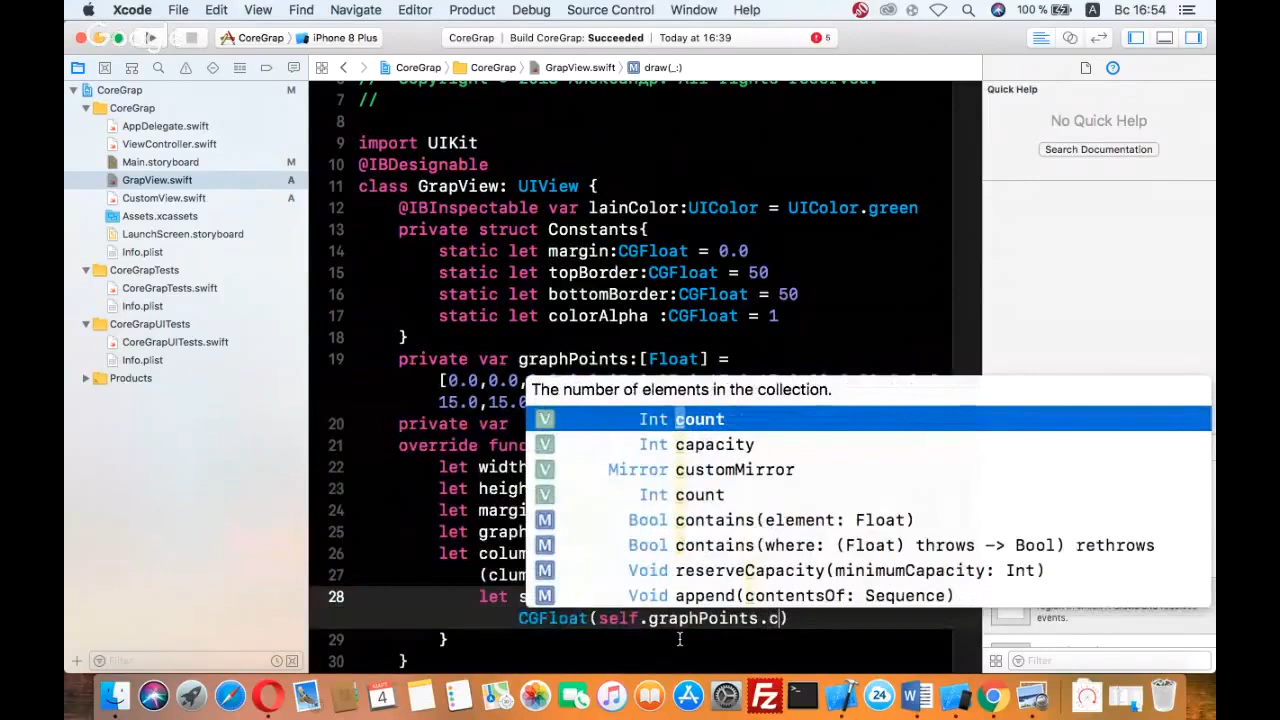 Xcode File Edit View Find Navigate Editor Product Debug Source Control Window Help 100 % A Вс 16:54
CoreGrap iPhone 8 Plus CoreGrap | Build CoreGrap: Succeeded | Today at 16:39 5
CoreGrap CoreGrap GrapView.swift M draw(_:)
Quick Help
No Quick Help
Search Documentation
CoreGrap M
CoreGrap
AppDelegate.swift
ViewController.swift
Main.storyboard M
GrapView.swift A
CustomView.swift A
Assets.xcassets
LaunchScreen.storyboard
Info.plist
CoreGrapTests
CoreGrapTests.swift
Info.plist
CoreGrapUITests
CoreGrapUITests.swift
Info.plist
Products
7 //
8
9 import UIKit
10 @IBDesignable
11 class GrapView: UIView {
12 @IBInspectable var lainColor:UIColor = UIColor.green
13 private struct Constants{
14 static let margin:CGFloat = 0.0
15 static let topBorder:CGFloat = 50
16 static let bottomBorder:CGFloat = 50
17 static let colorAlpha :CGFloat = 1
18 }
19 private var graphPoints:[Float] =
[0.0,0.0,
15.0,15.0
20 private var
21 override func
22 let width
23 let heigh
24 let margi
25 let graph
26 let colum
27 (clum
28 let s
CGFloat(self.graphPoints.c)
29 }
30 }
The number of elements in the collection.
V Int count
V Int capacity
V Mirror customMirror
V Int count
M Bool contains(element: Float)
M Bool contains(where: (Float) throws -> Bool) rethrows
M Void reserveCapacity(minimumCapacity: Int)
M Void append(contentsOf: Sequence)
events.
Filter
Filter
MAPT
4
24